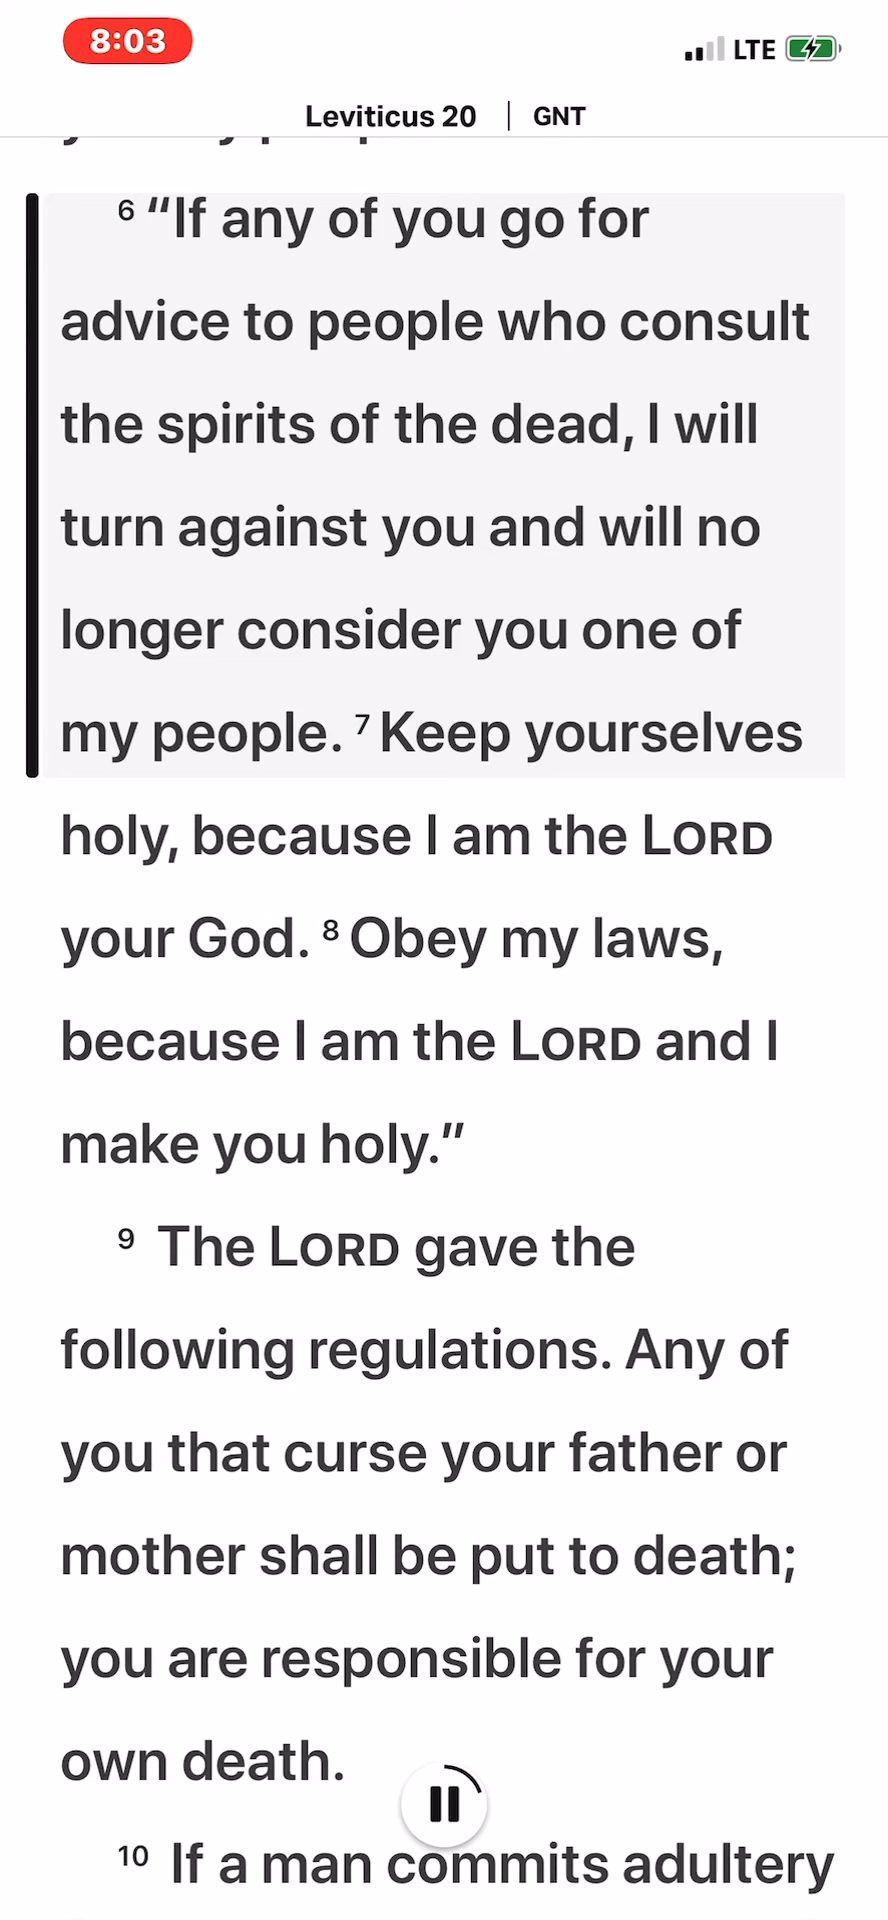 8:03
LTE
Leviticus 20 | GNT
6 “If any of you go for
advice to people who consult
the spirits of the dead, I will
turn against you and will no
longer consider you one of
my people. 7 Keep yourselves
holy, because I am the LORD
your God. 8 Obey my laws,
because I am the LORD and I
make you holy.”
9 The LORD gave the
following regulations. Any of
you that curse your father or
mother shall be put to death;
you are responsible for your
own death.
10 If a man commits adultery